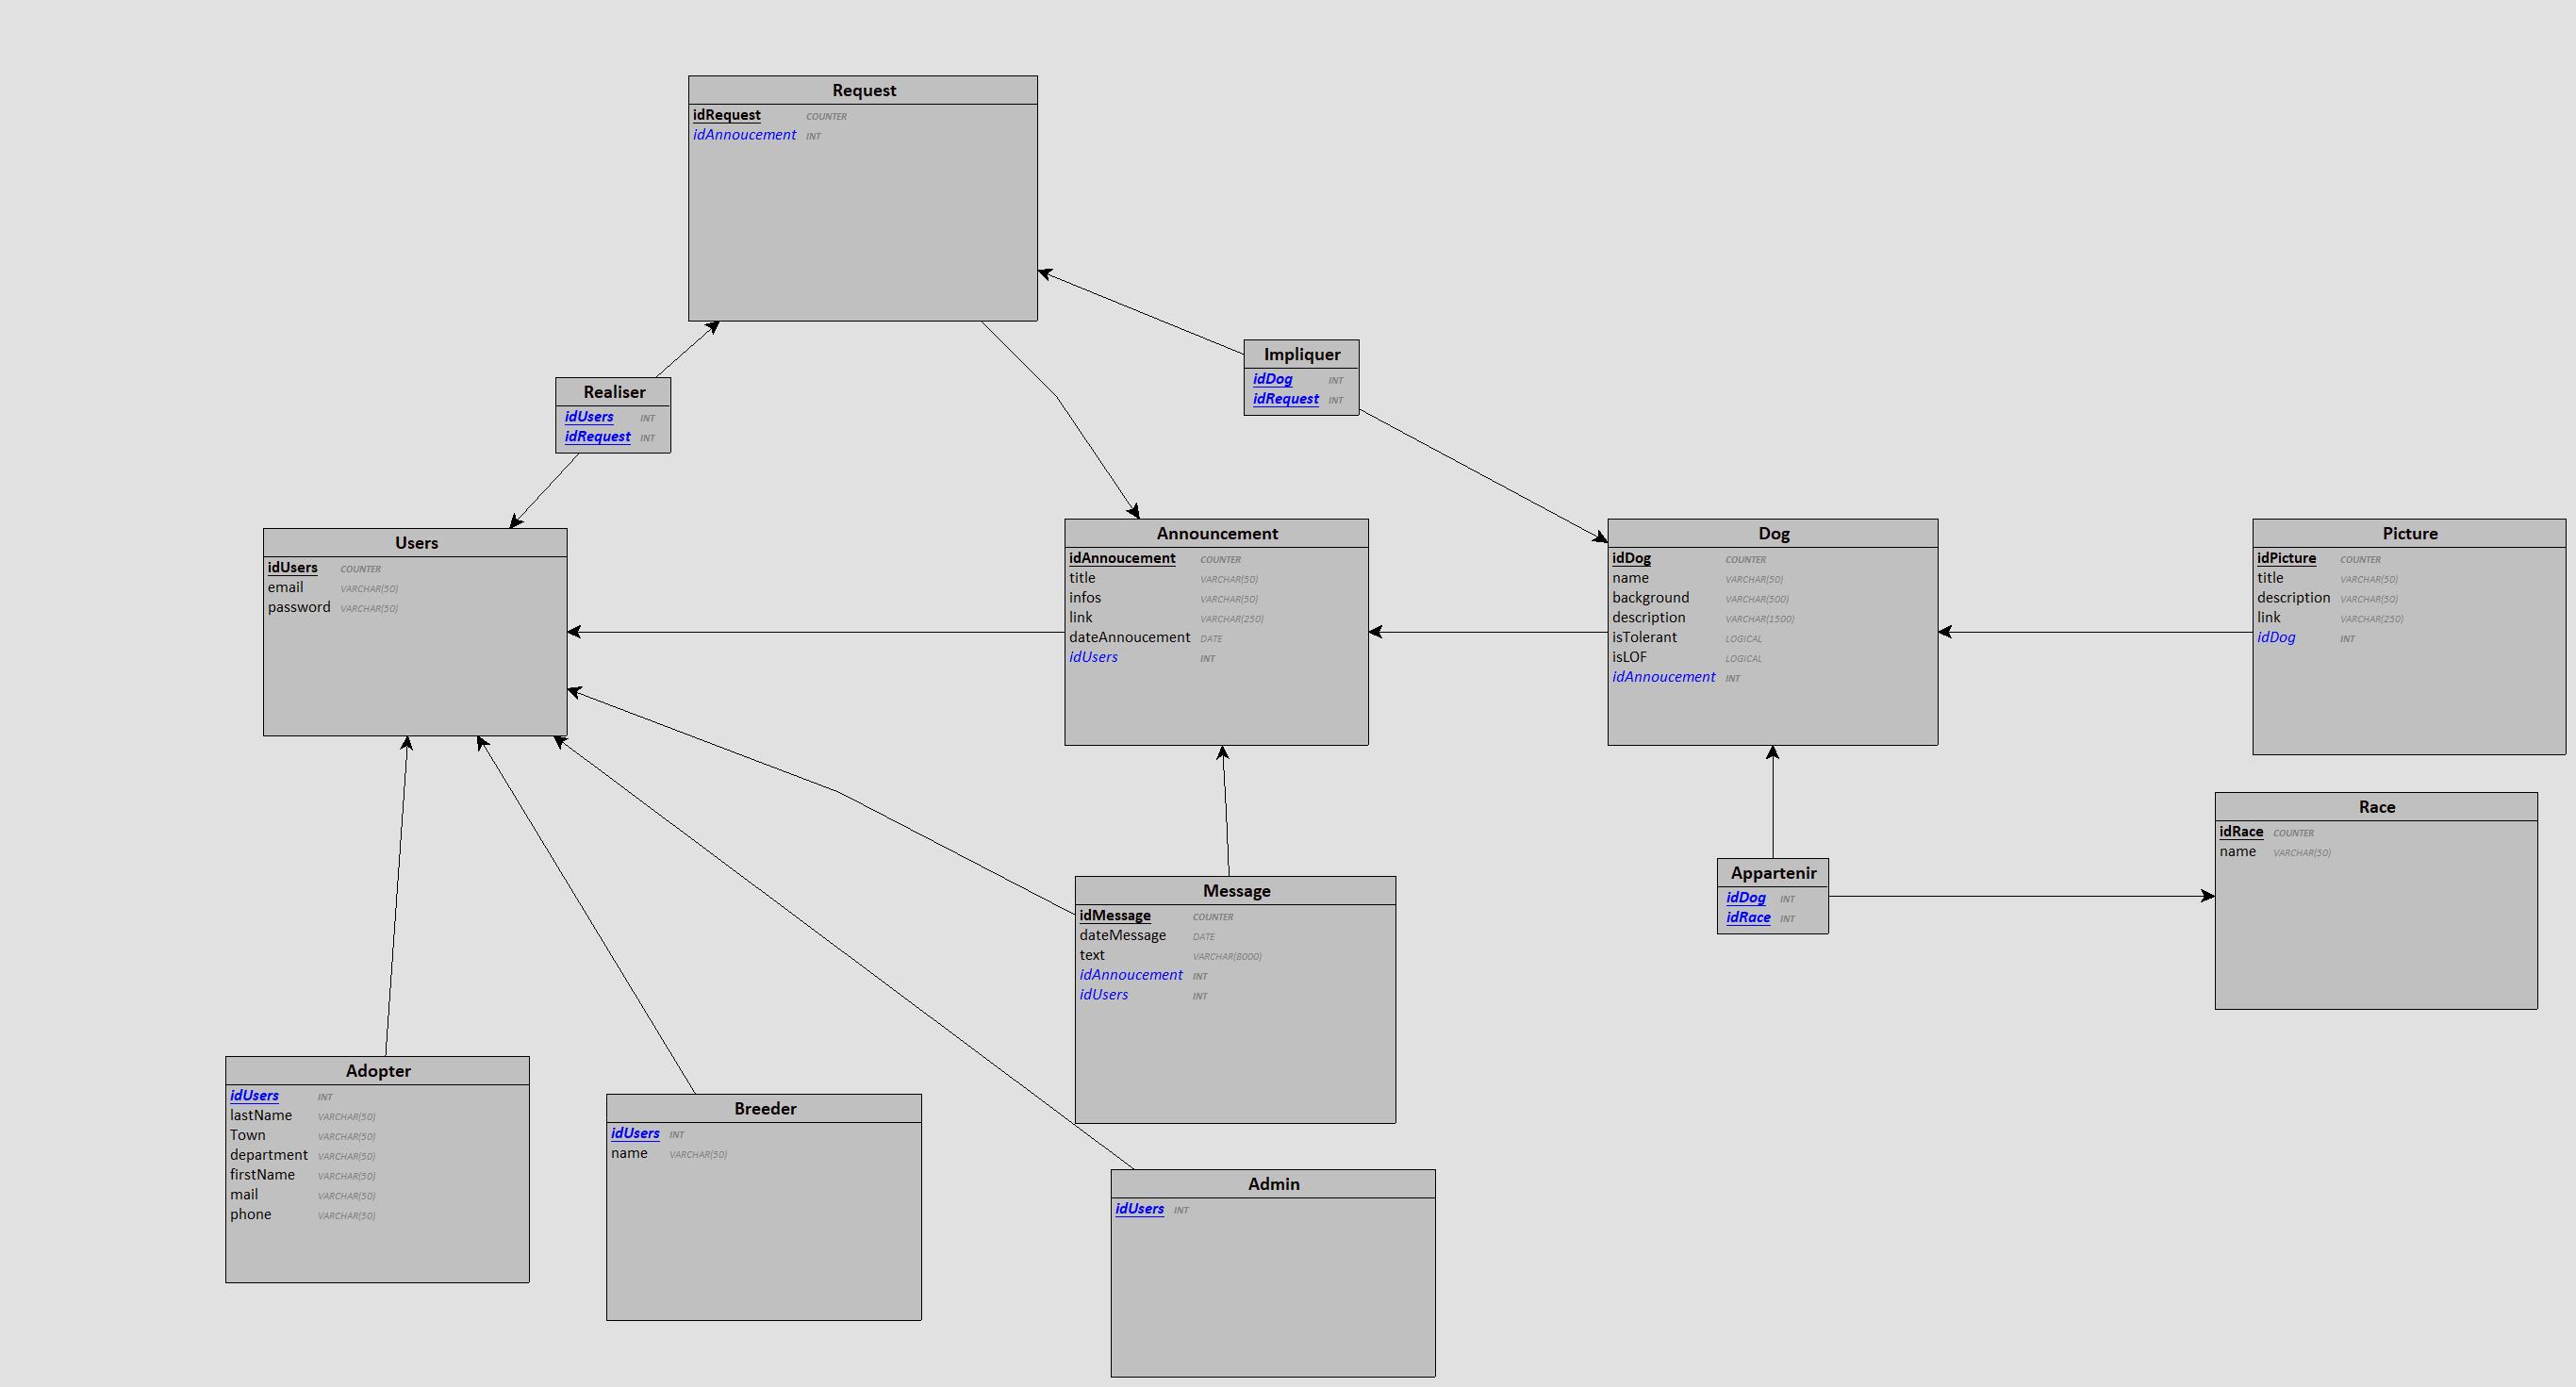 Request
idRequest COUNTER
idAnnoucement INT
Impliquer
idDog INT
idRequest INT
Realiser
idUsers INT
idRequest INT
Users
idUsers COUNTER
email VARCHAR(50)
password VARCHAR(50)
Announcement
idAnnoucement COUNTER
title VARCHAR(50)
infos VARCHAR(50)
link VARCHAR(250)
dateAnnoucement DATE
idUsers INT
Dog
idDog COUNTER
name VARCHAR(50)
background VARCHAR(500)
description VARCHAR(1500)
isTolerant LOGICAL
isLOF LOGICAL
idAnnoucement INT
Picture
idPicture COUNTER
title VARCHAR(50)
description VARCHAR(50)
link VARCHAR(250)
idDog INT
Race
idRace COUNTER
name VARCHAR(50)
Appartenir
idDog INT
idRace INT
Message
idMessage COUNTER
dateMessage DATE
text VARCHAR(8000)
idAnnoucement INT
idUsers INT
Adopter
idUsers INT
lastName VARCHAR(50)
Town VARCHAR(50)
department VARCHAR(50)
firstName VARCHAR(50)
mail VARCHAR(50)
phone VARCHAR(50)
Breeder
idUsers INT
name VARCHAR(50)
Admin
idUsers INT